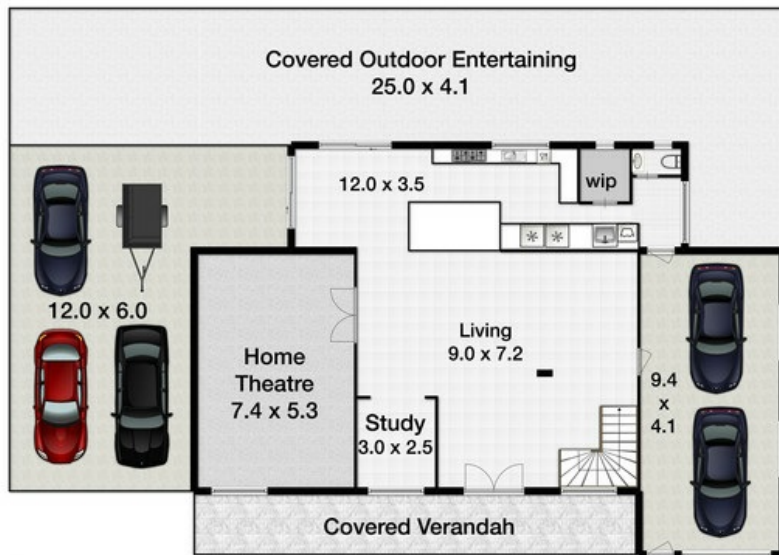 Covered Outdoor Entertaining
25.0 x 4.1
12.0 x 3.5
wip
12.0 x 6.0
Living
9.0 x 7.2
Home
Theatre
7.4 x 5.3
9.4
x
4.1
Study
3.0 x 2.5
Covered Verandah